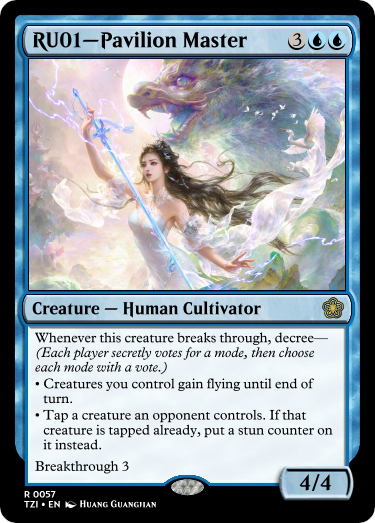 RU01—Pavilion Master 3
Creature — Human Cultivator
Whenever this creature breaks through, decree—
(Each player secretly votes for a mode, then choose
each mode with a vote.)
• Creatures you control gain flying until end of
turn.
• Tap a creature an opponent controls. If that
creature is tapped already, put a stun counter on
it instead.
Breakthrough 3
4/4
R 0057
TZI • EN Huang Guangjian